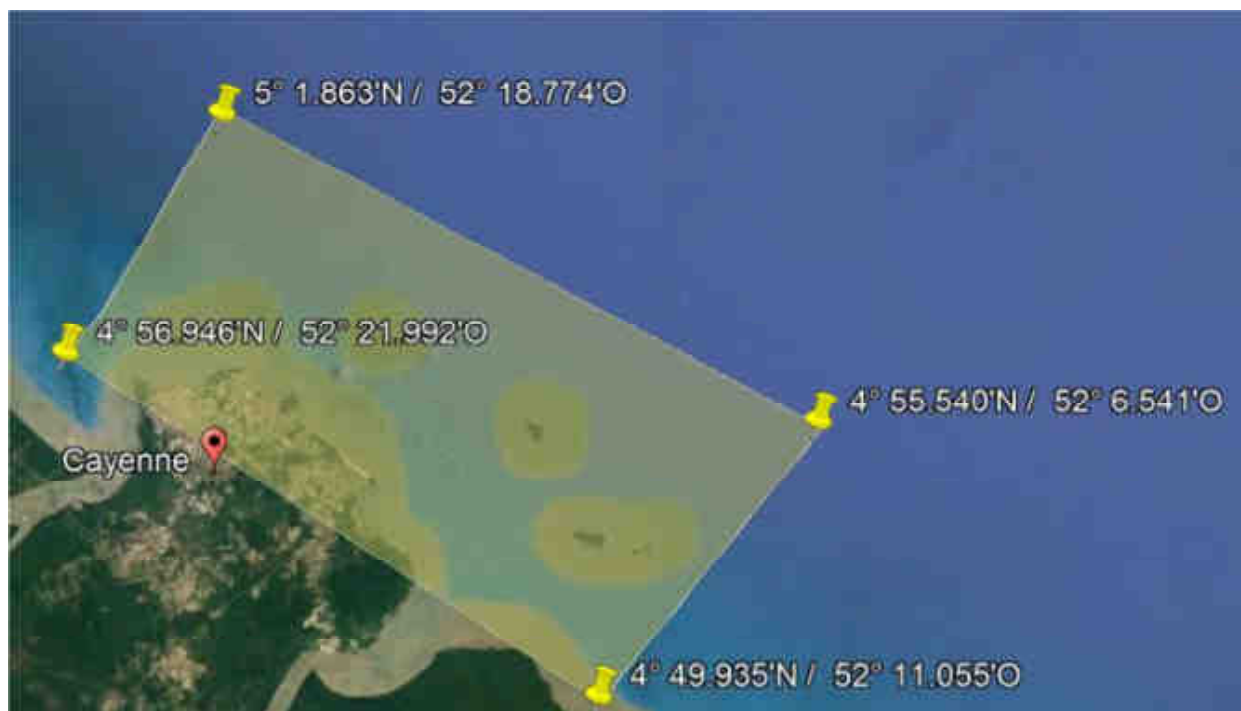 5° 1.863'N / 52° 18.774'O
4° 56.946'N / 52° 21.992'O
4° 55.540'N / 52° 6.541'O
Cayenne
4° 49.935'N / 52° 11.055'O